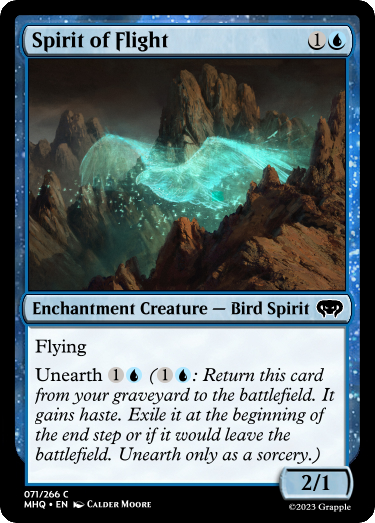 Spirit of Flight 1
Enchantment Creature — Bird Spirit
Flying
Unearth 1 (1 : Return this card
from your graveyard to the battlefield. It
gains haste. Exile it at the beginning of
the end step or if it would leave the
battlefield. Unearth only as a sorcery.)
2/1
071/266 C
MHQ • EN Calder Moore
©2023 Grapple